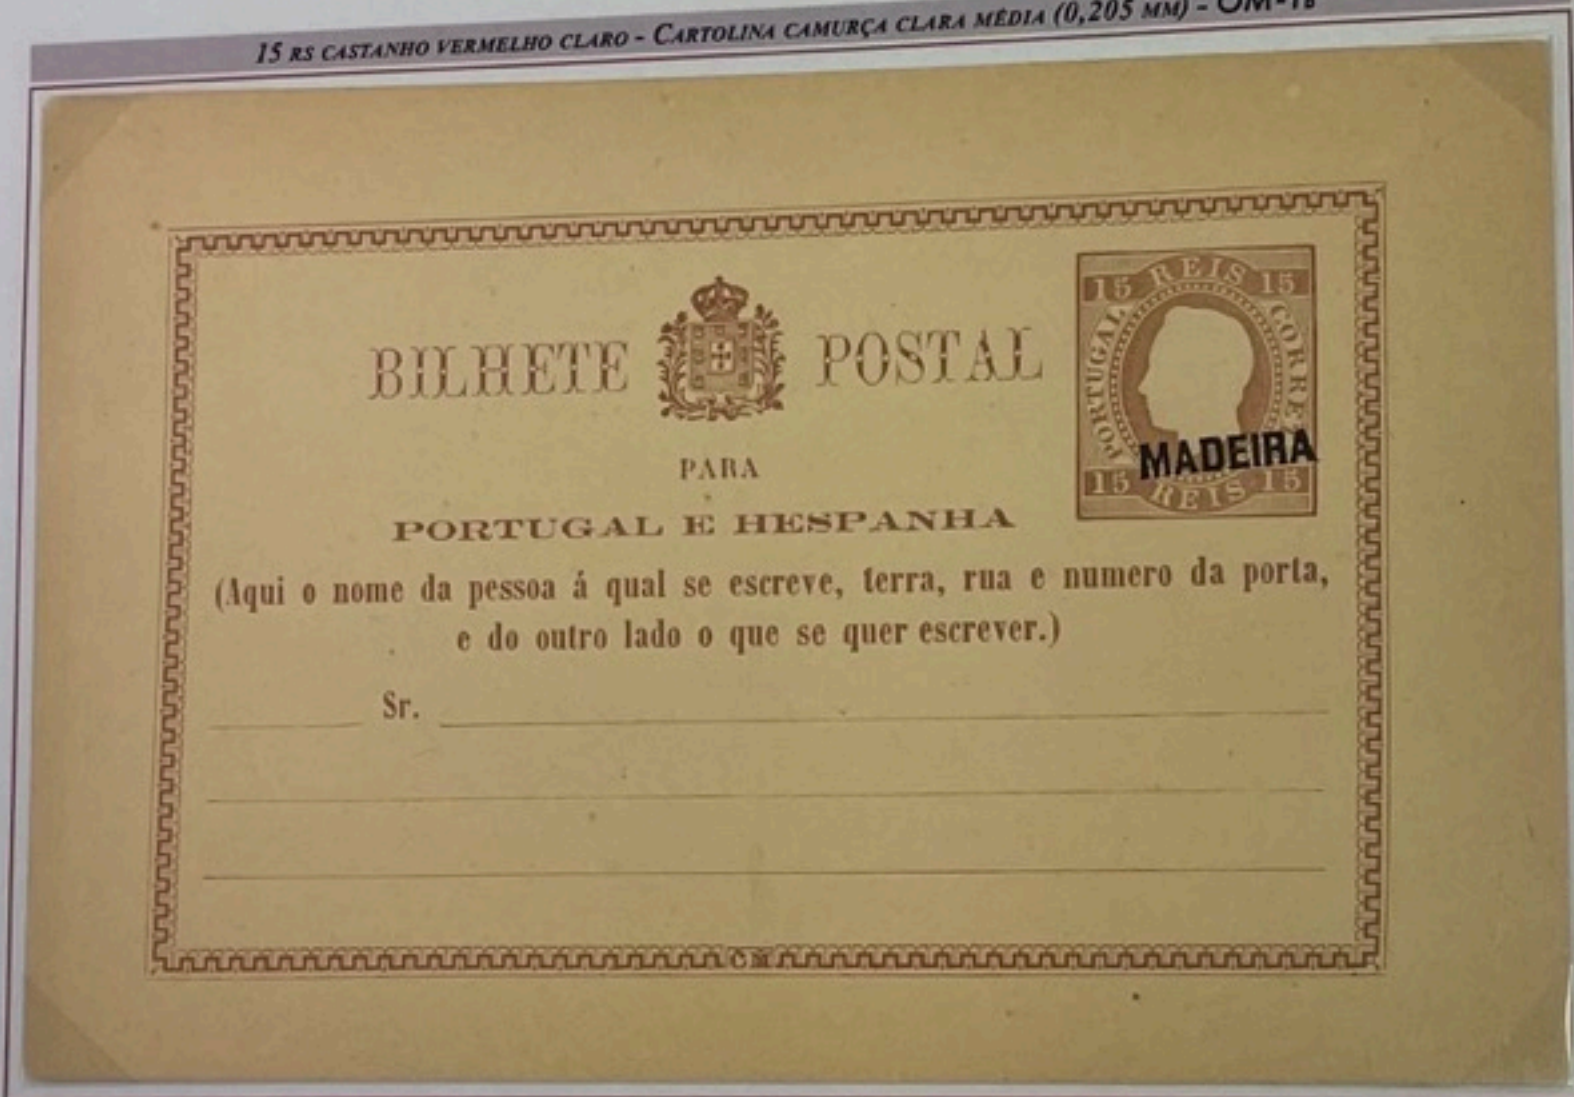 15 RS CASTANHO VERMELHO CLARO - CARTOLINA CAMURÇA CLARA MÉDIA (0,205 MM) -
BILHETE POSTAL
15 REIS 15
PORTUGAL CORRE
MADEIRA
15 REIS 15
PARA
PORTUGAL E HESPANHA
(Aqui o nome da pessoa á qual se escreve, terra, rua e numero da porta,
e do outro lado o que se quer escrever.)
Sr.
C M